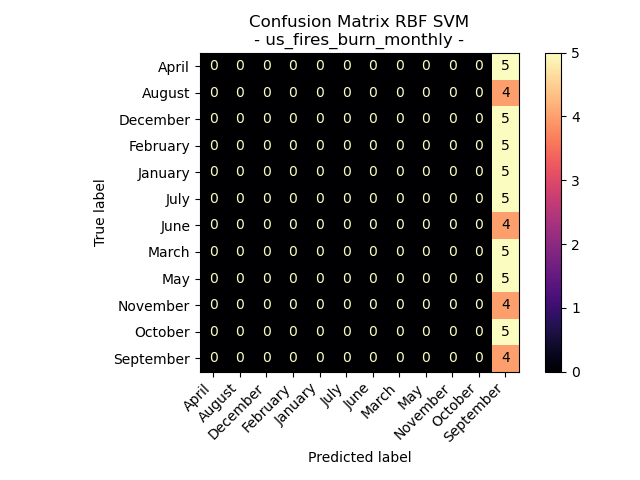 Confusion Matrix RBF SVM
- us_fires_burn_monthly -
True label
April 0 0 0 0 0 0 0 0 0 0 0 5
August 0 0 0 0 0 0 0 0 0 0 0 4
December 0 0 0 0 0 0 0 0 0 0 0 5
February 0 0 0 0 0 0 0 0 0 0 0 5
January 0 0 0 0 0 0 0 0 0 0 0 5
July 0 0 0 0 0 0 0 0 0 0 0 5
June 0 0 0 0 0 0 0 0 0 0 0 4
March 0 0 0 0 0 0 0 0 0 0 0 5
May 0 0 0 0 0 0 0 0 0 0 0 5
November 0 0 0 0 0 0 0 0 0 0 0 4
October 0 0 0 0 0 0 0 0 0 0 0 5
September 0 0 0 0 0 0 0 0 0 0 0 4
April August December February January July June March May November October September
Predicted label
5
4
3
2
1
0